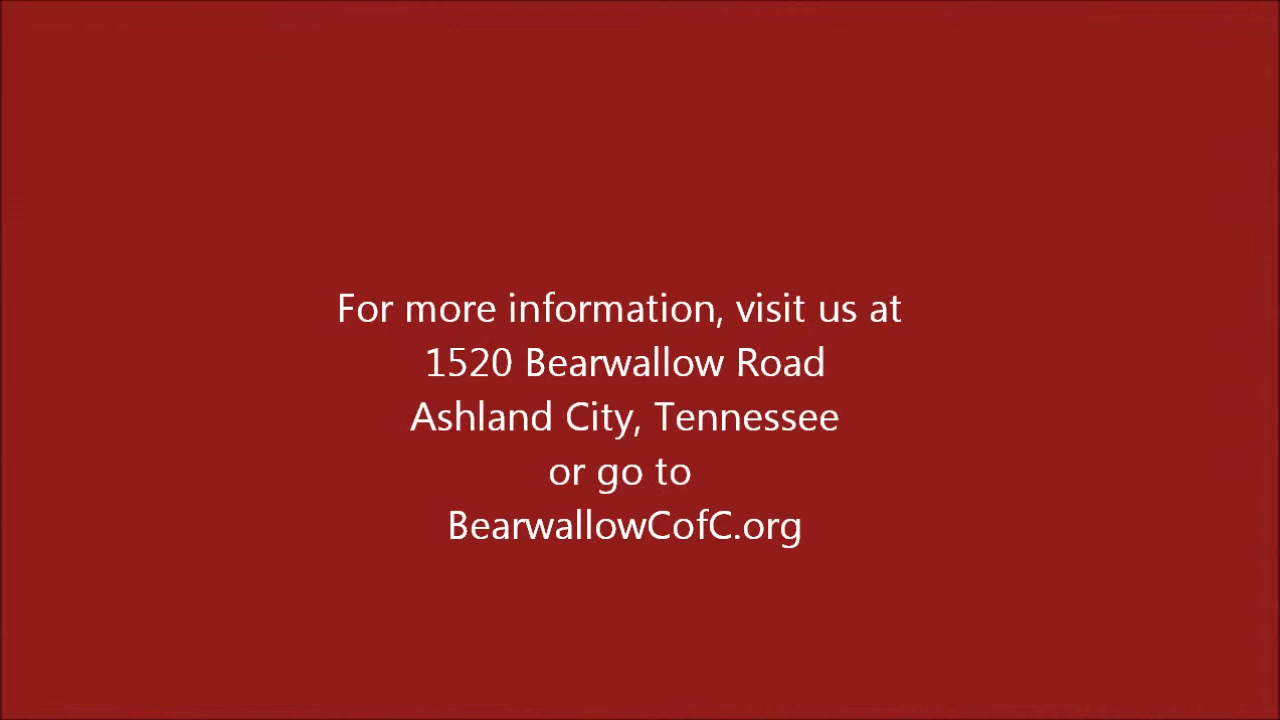 For more information, visit us at
1520 Bearwallow Road
Ashland City, Tennessee
or go to
BearwallowCofC.org